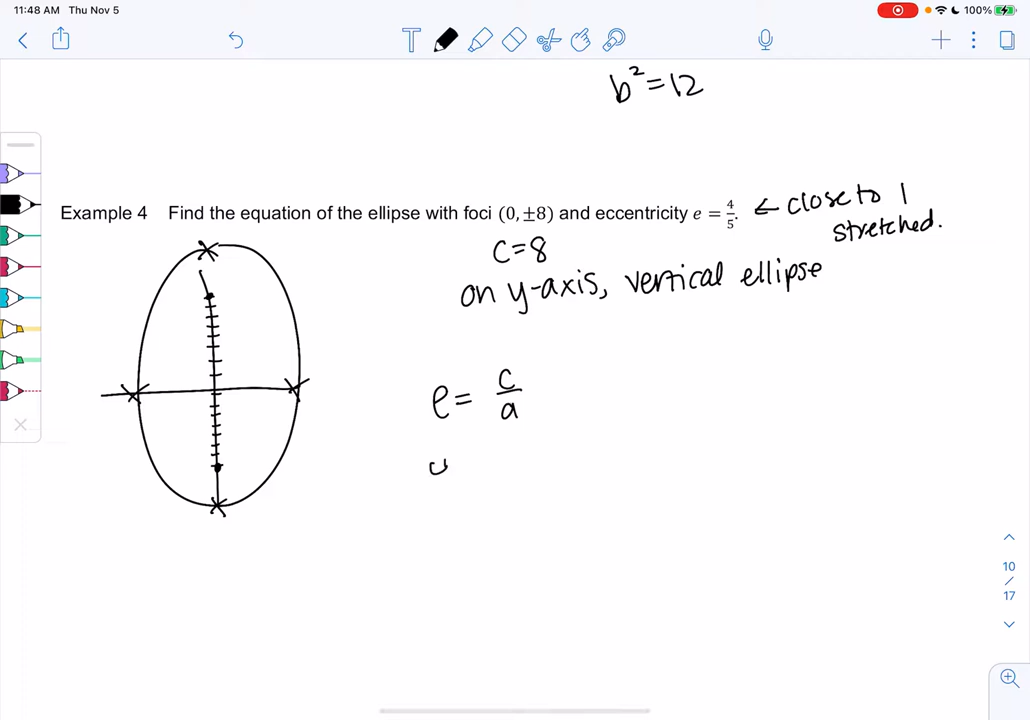 11:48 AM Thu Nov 5
100%
b² = 12
Example 4 Find the equation of the ellipse with foci (0, ±8) and eccentricity e = 4/5. ← close to 1
stretched.
c = 8
on y-axis, vertical ellipse
e = c/a
10
/
17